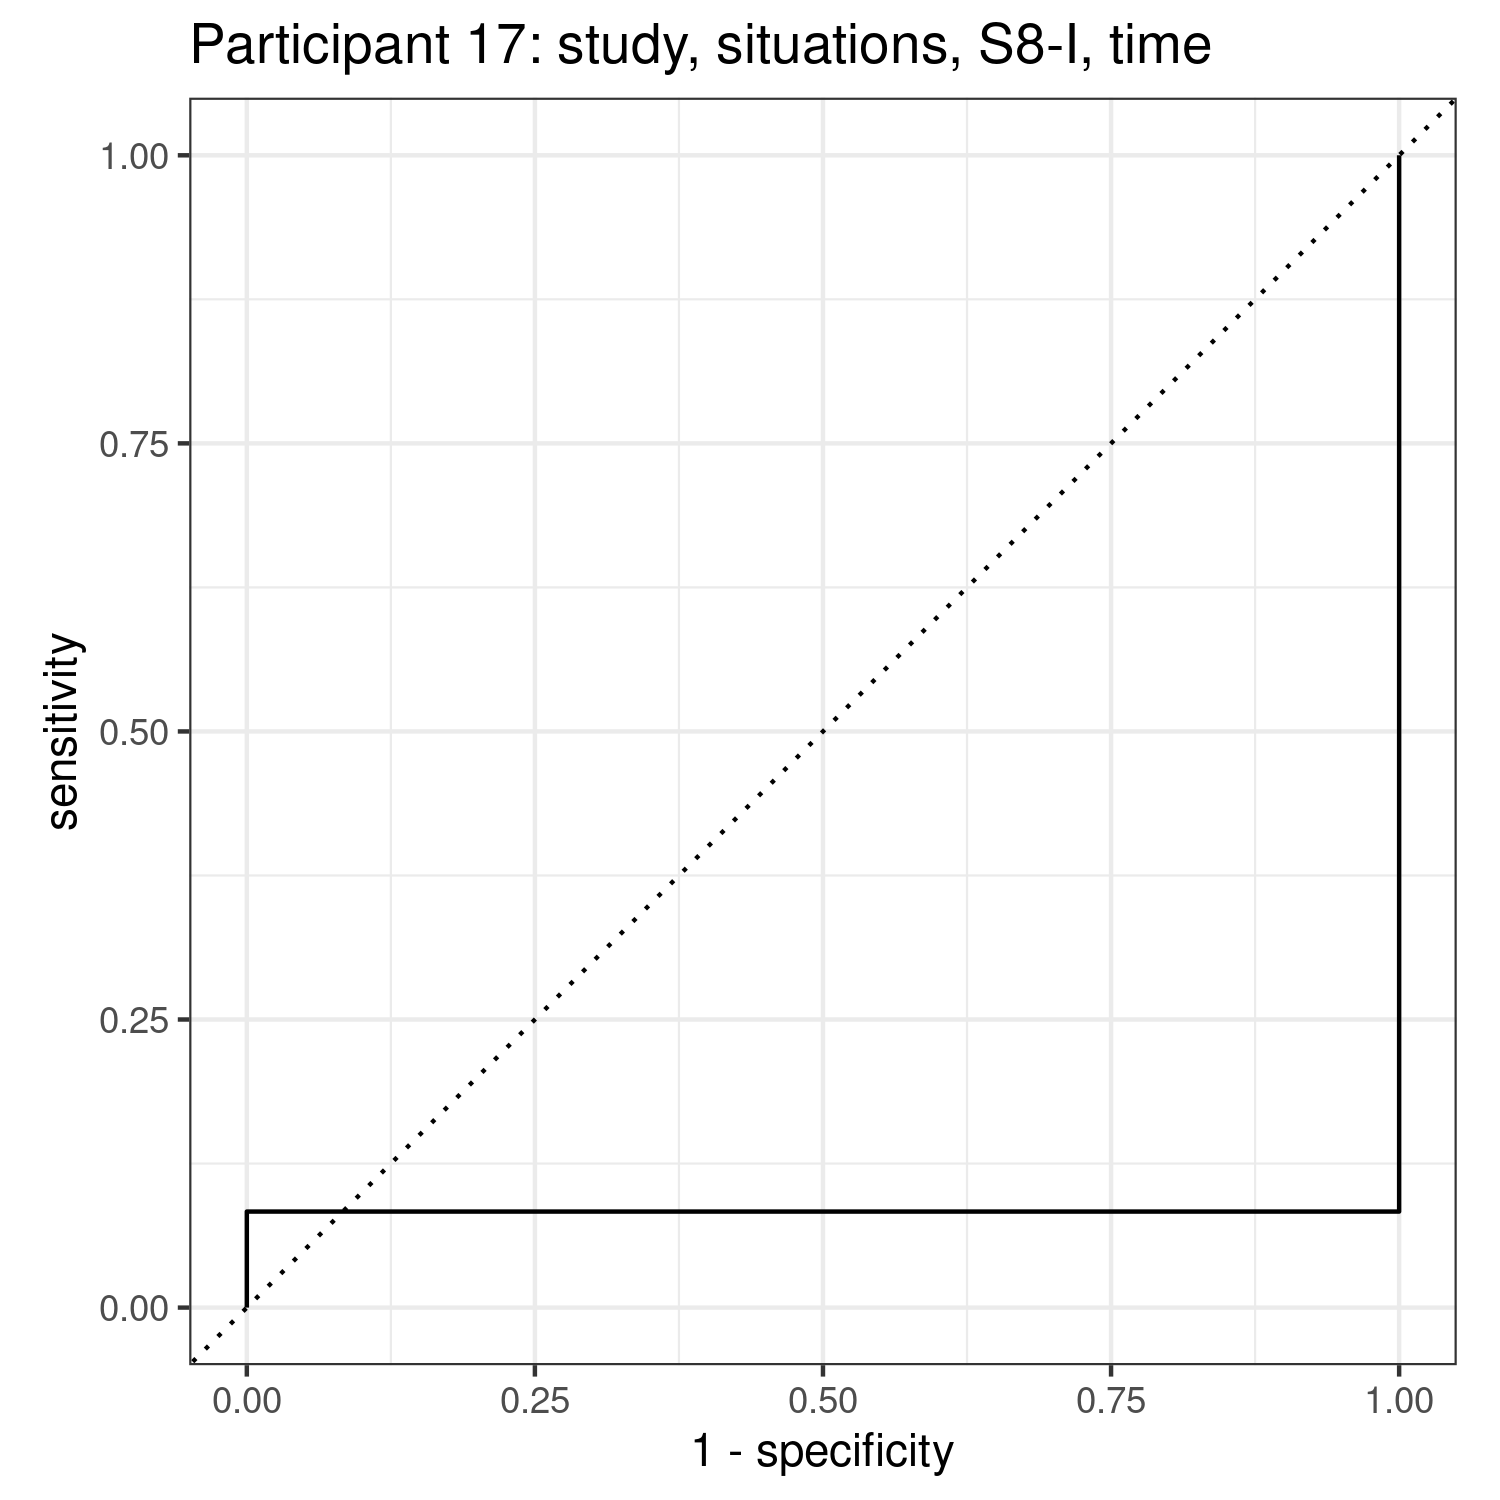 Participant 17: study, situations, S8-I, time
sensitivity
1.00
0.75
0.50
0.25
0.00
0.00 0.25 0.50 0.75 1.00
1 - specificity